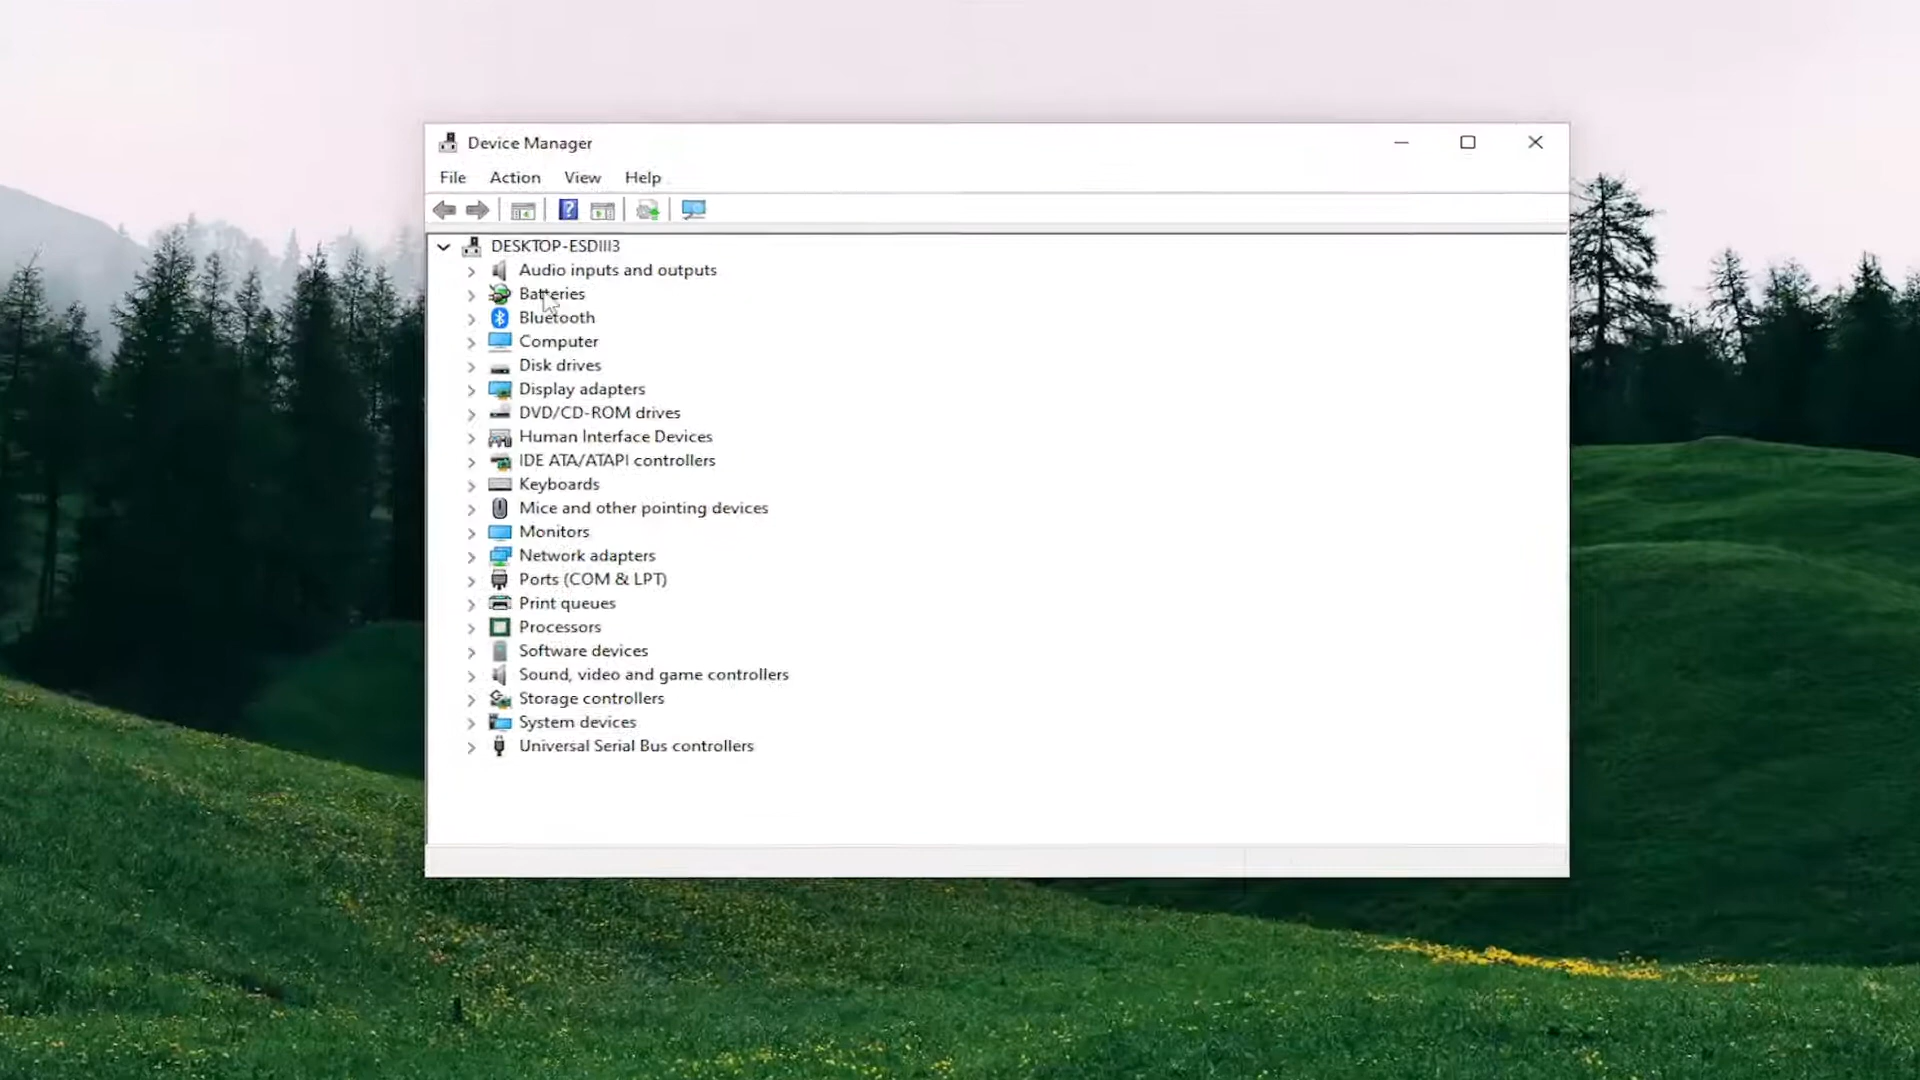 Device Manager
File Action View Help
DESKTOP-ESDIII3
Audio inputs and outputs
Batteries
Bluetooth
Computer
Disk drives
Display adapters
DVD/CD-ROM drives
Human Interface Devices
IDE ATA/ATAPI controllers
Keyboards
Mice and other pointing devices
Monitors
Network adapters
Ports (COM & LPT)
Print queues
Processors
Software devices
Sound, video and game controllers
Storage controllers
System devices
Universal Serial Bus controllers